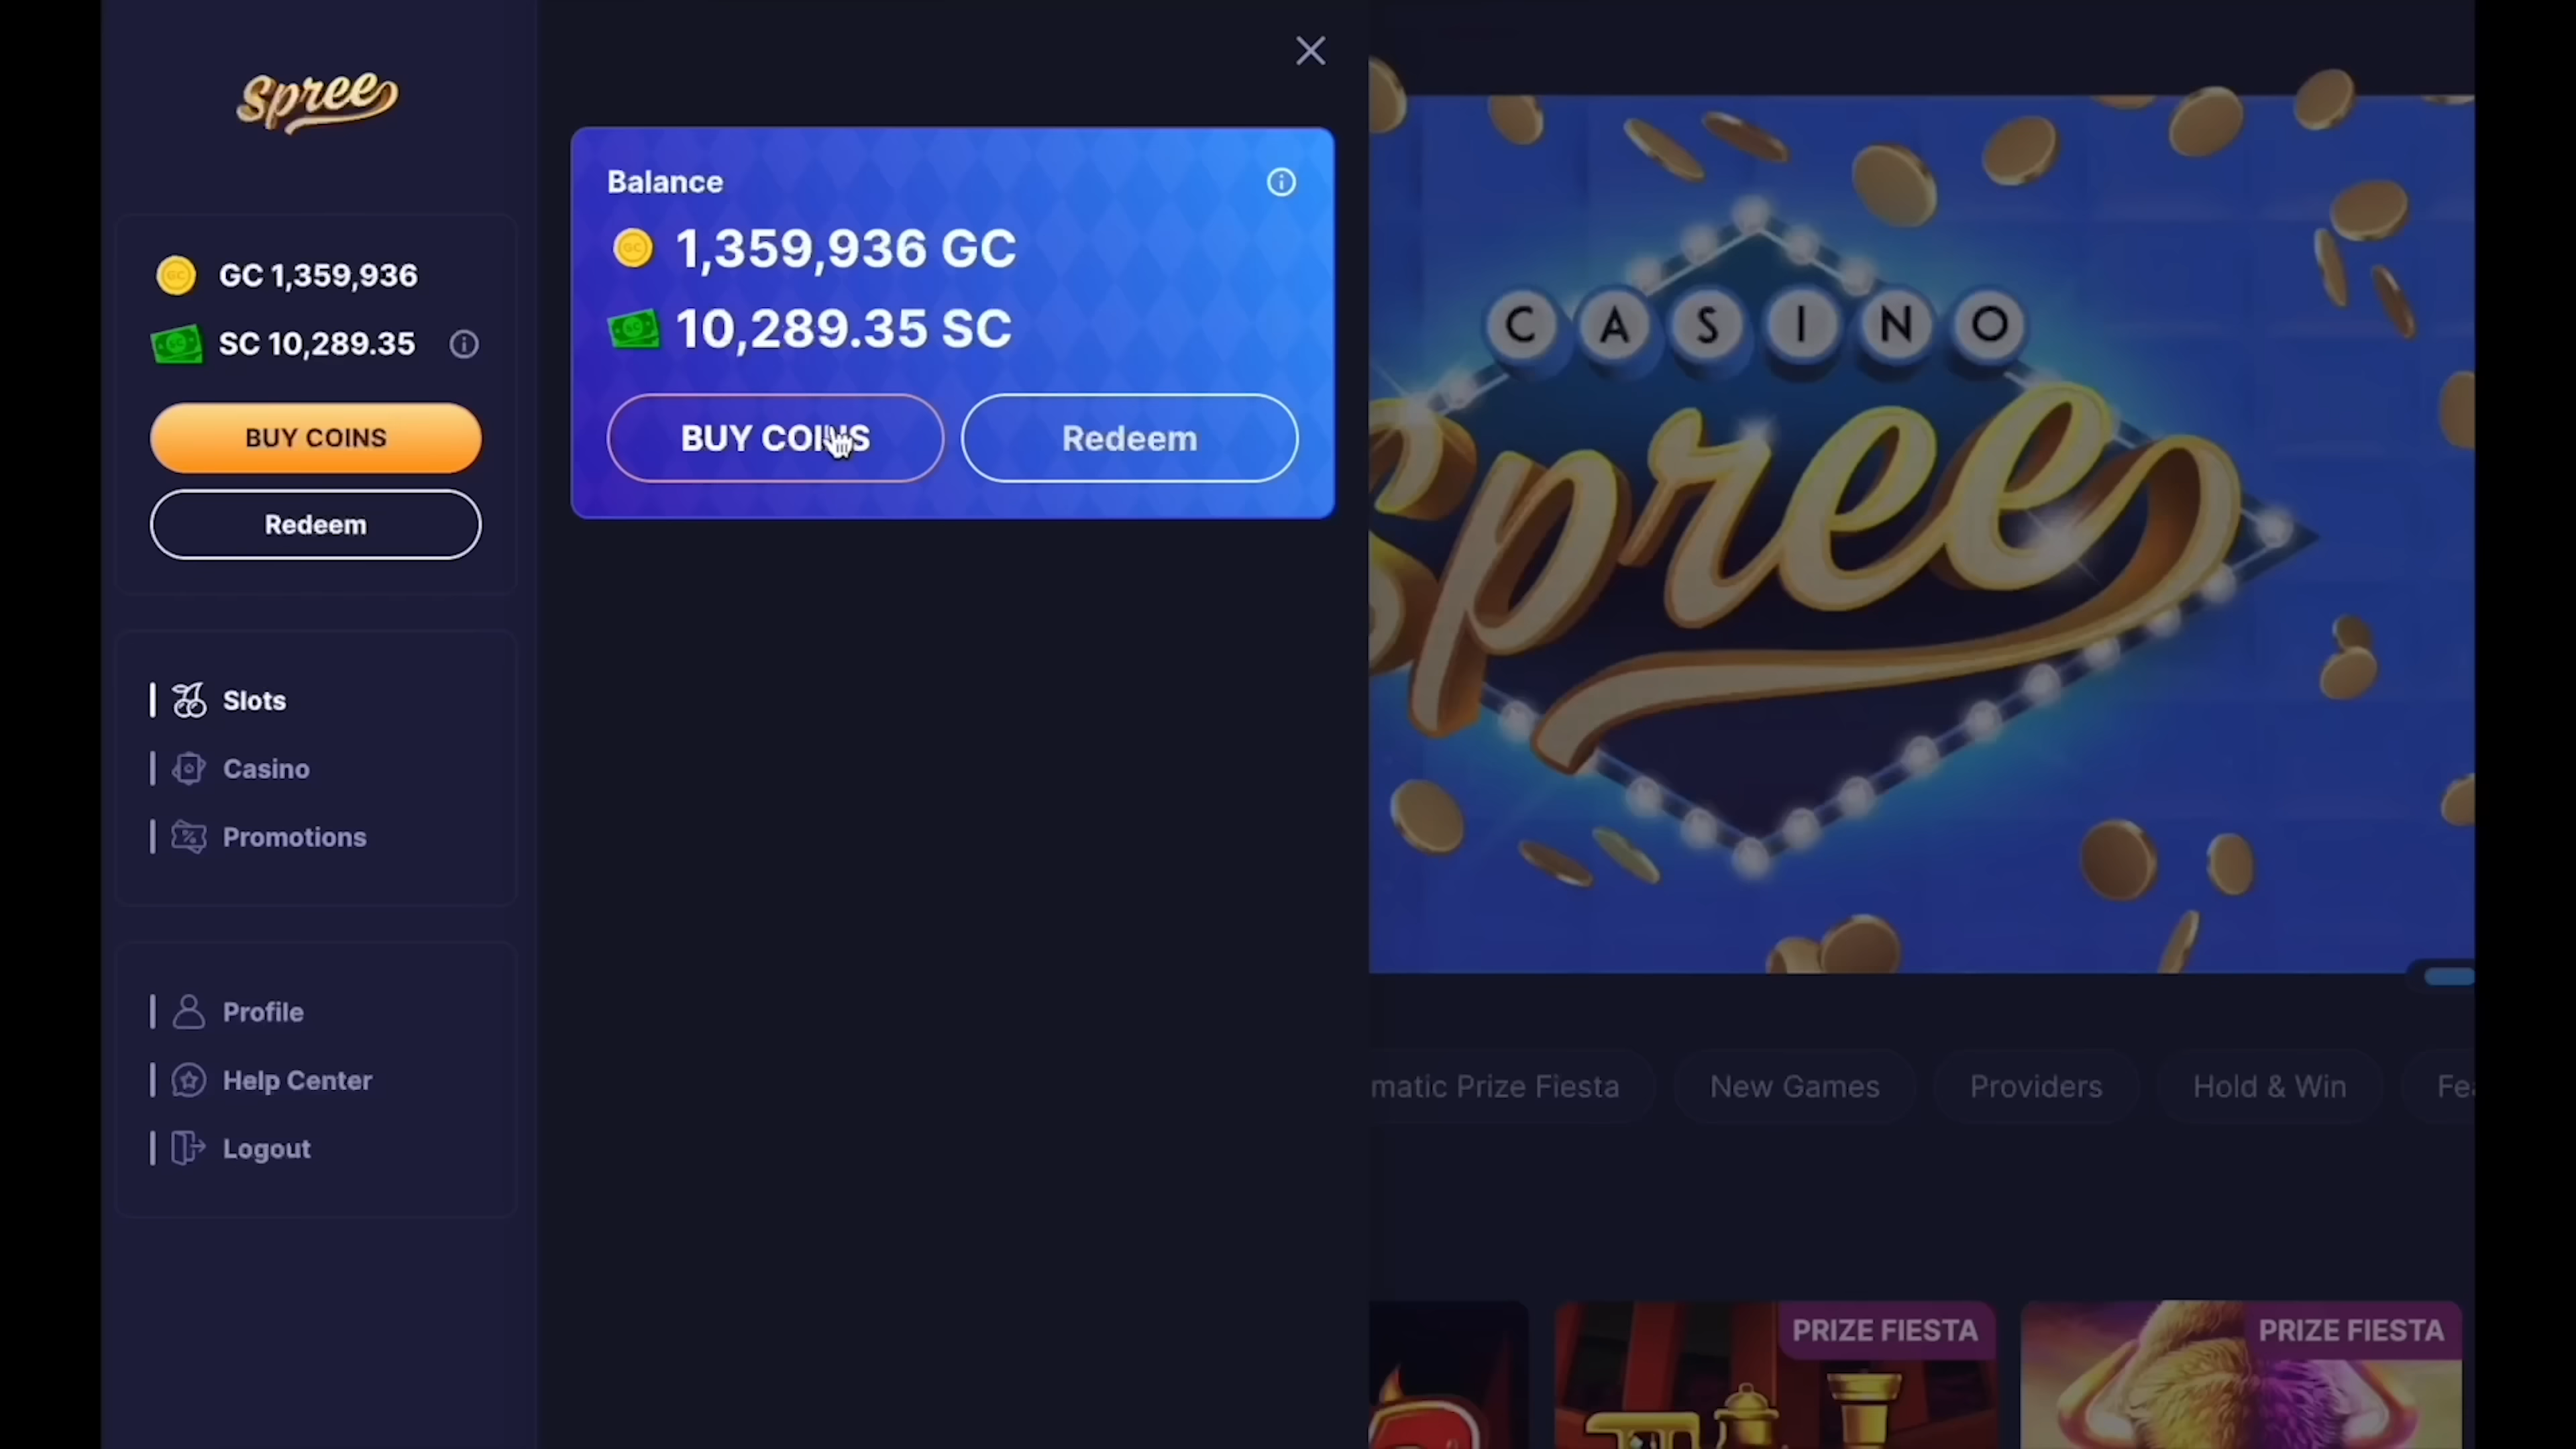 Spree
GC 1,359,936
SC 10,289.35
BUY COINS
Redeem
Slots
Casino
Promotions
Profile
Help Center
Logout
Balance
1,359,936 GC
10,289.35 SC
BUY COINS
Redeem
CASINO
Spree
matic Prize Fiesta
New Games
Providers
Hold & Win
PRIZE FIESTA
PRIZE FIESTA